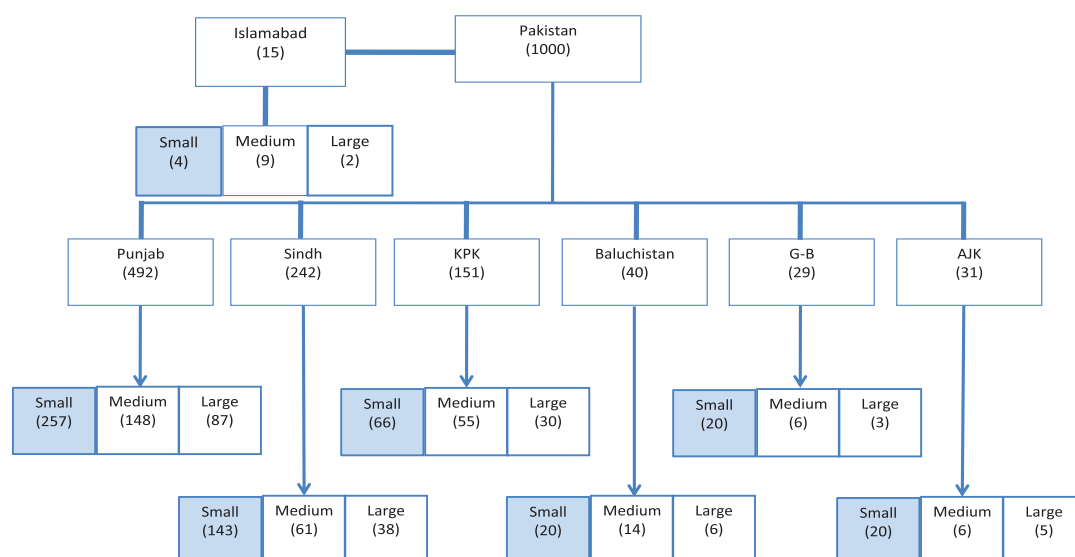 Islamabad
(15)
Pakistan
(1000)
Small
(4)
Medium
(9)
Large
(2)
Punjab
(492)
Sindh
(242)
KPK
(151)
Baluchistan
(40)
G-B
(29)
AJK
(31)
Small
(257)
Medium
(148)
Large
(87)
Small
(66)
Medium
(55)
Large
(30)
Small
(20)
Medium
(6)
Large
(3)
Small
(143)
Medium
(61)
Large
(38)
Small
(20)
Medium
(14)
Large
(6)
Small
(20)
Medium
(6)
Large
(5)